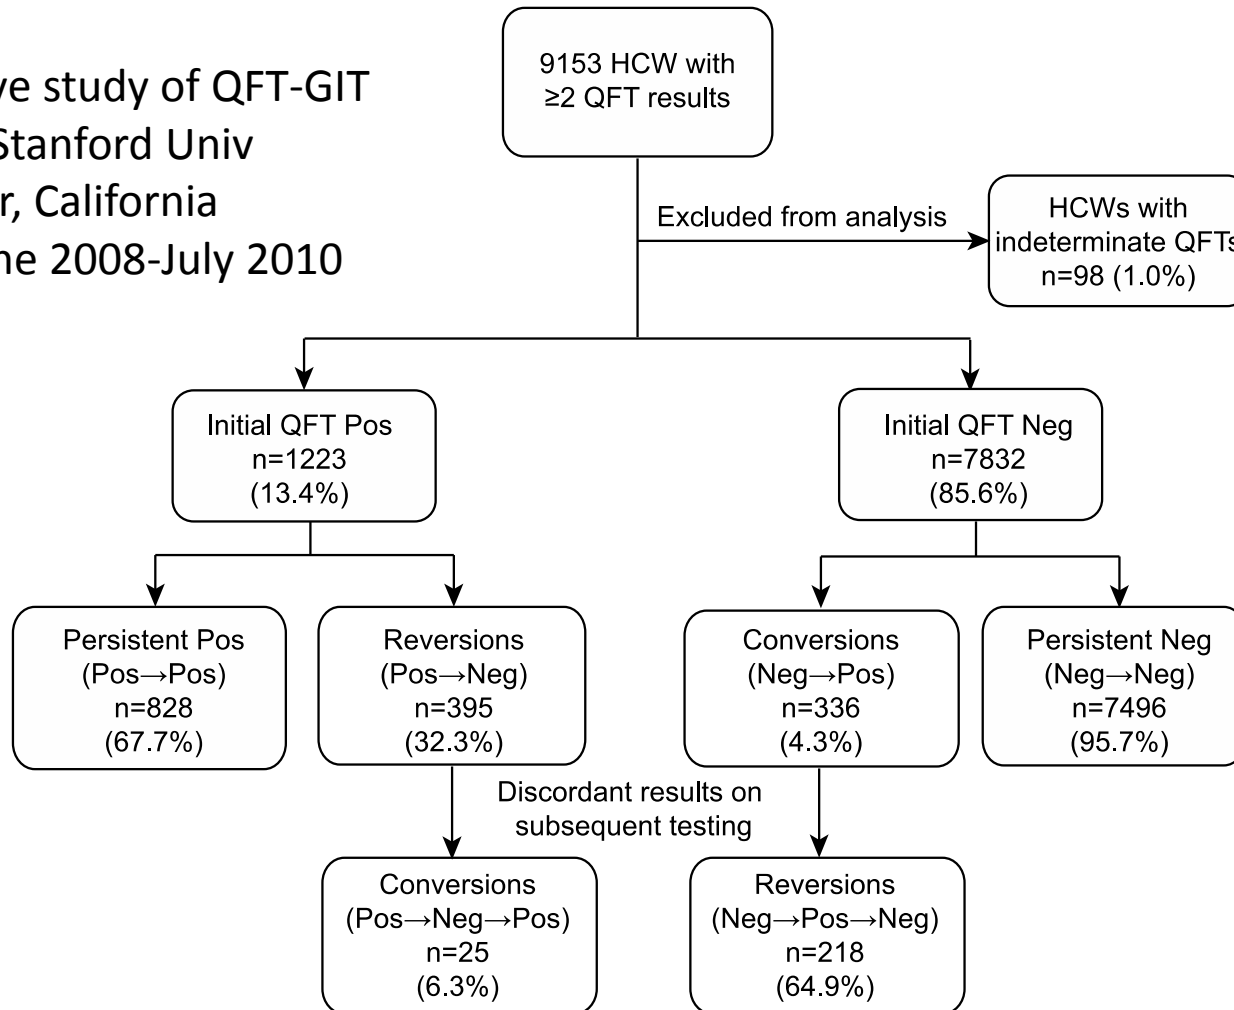 ve study of QFT-GIT
Stanford Univ
r, California
ne 2008-July 2010
9153 HCW with
≥2 QFT results
Excluded from analysis
HCWs with
indeterminate QFTs
n=98 (1.0%)
Initial QFT Pos
n=1223
(13.4%)
Initial QFT Neg
n=7832
(85.6%)
Persistent Pos
(Pos→Pos)
n=828
(67.7%)
Reversions
(Pos→Neg)
n=395
(32.3%)
Conversions
(Neg→Pos)
n=336
(4.3%)
Persistent Neg
(Neg→Neg)
n=7496
(95.7%)
Discordant results on
subsequent testing
Conversions
(Pos→Neg→Pos)
n=25
(6.3%)
Reversions
(Neg→Pos→Neg)
n=218
(64.9%)